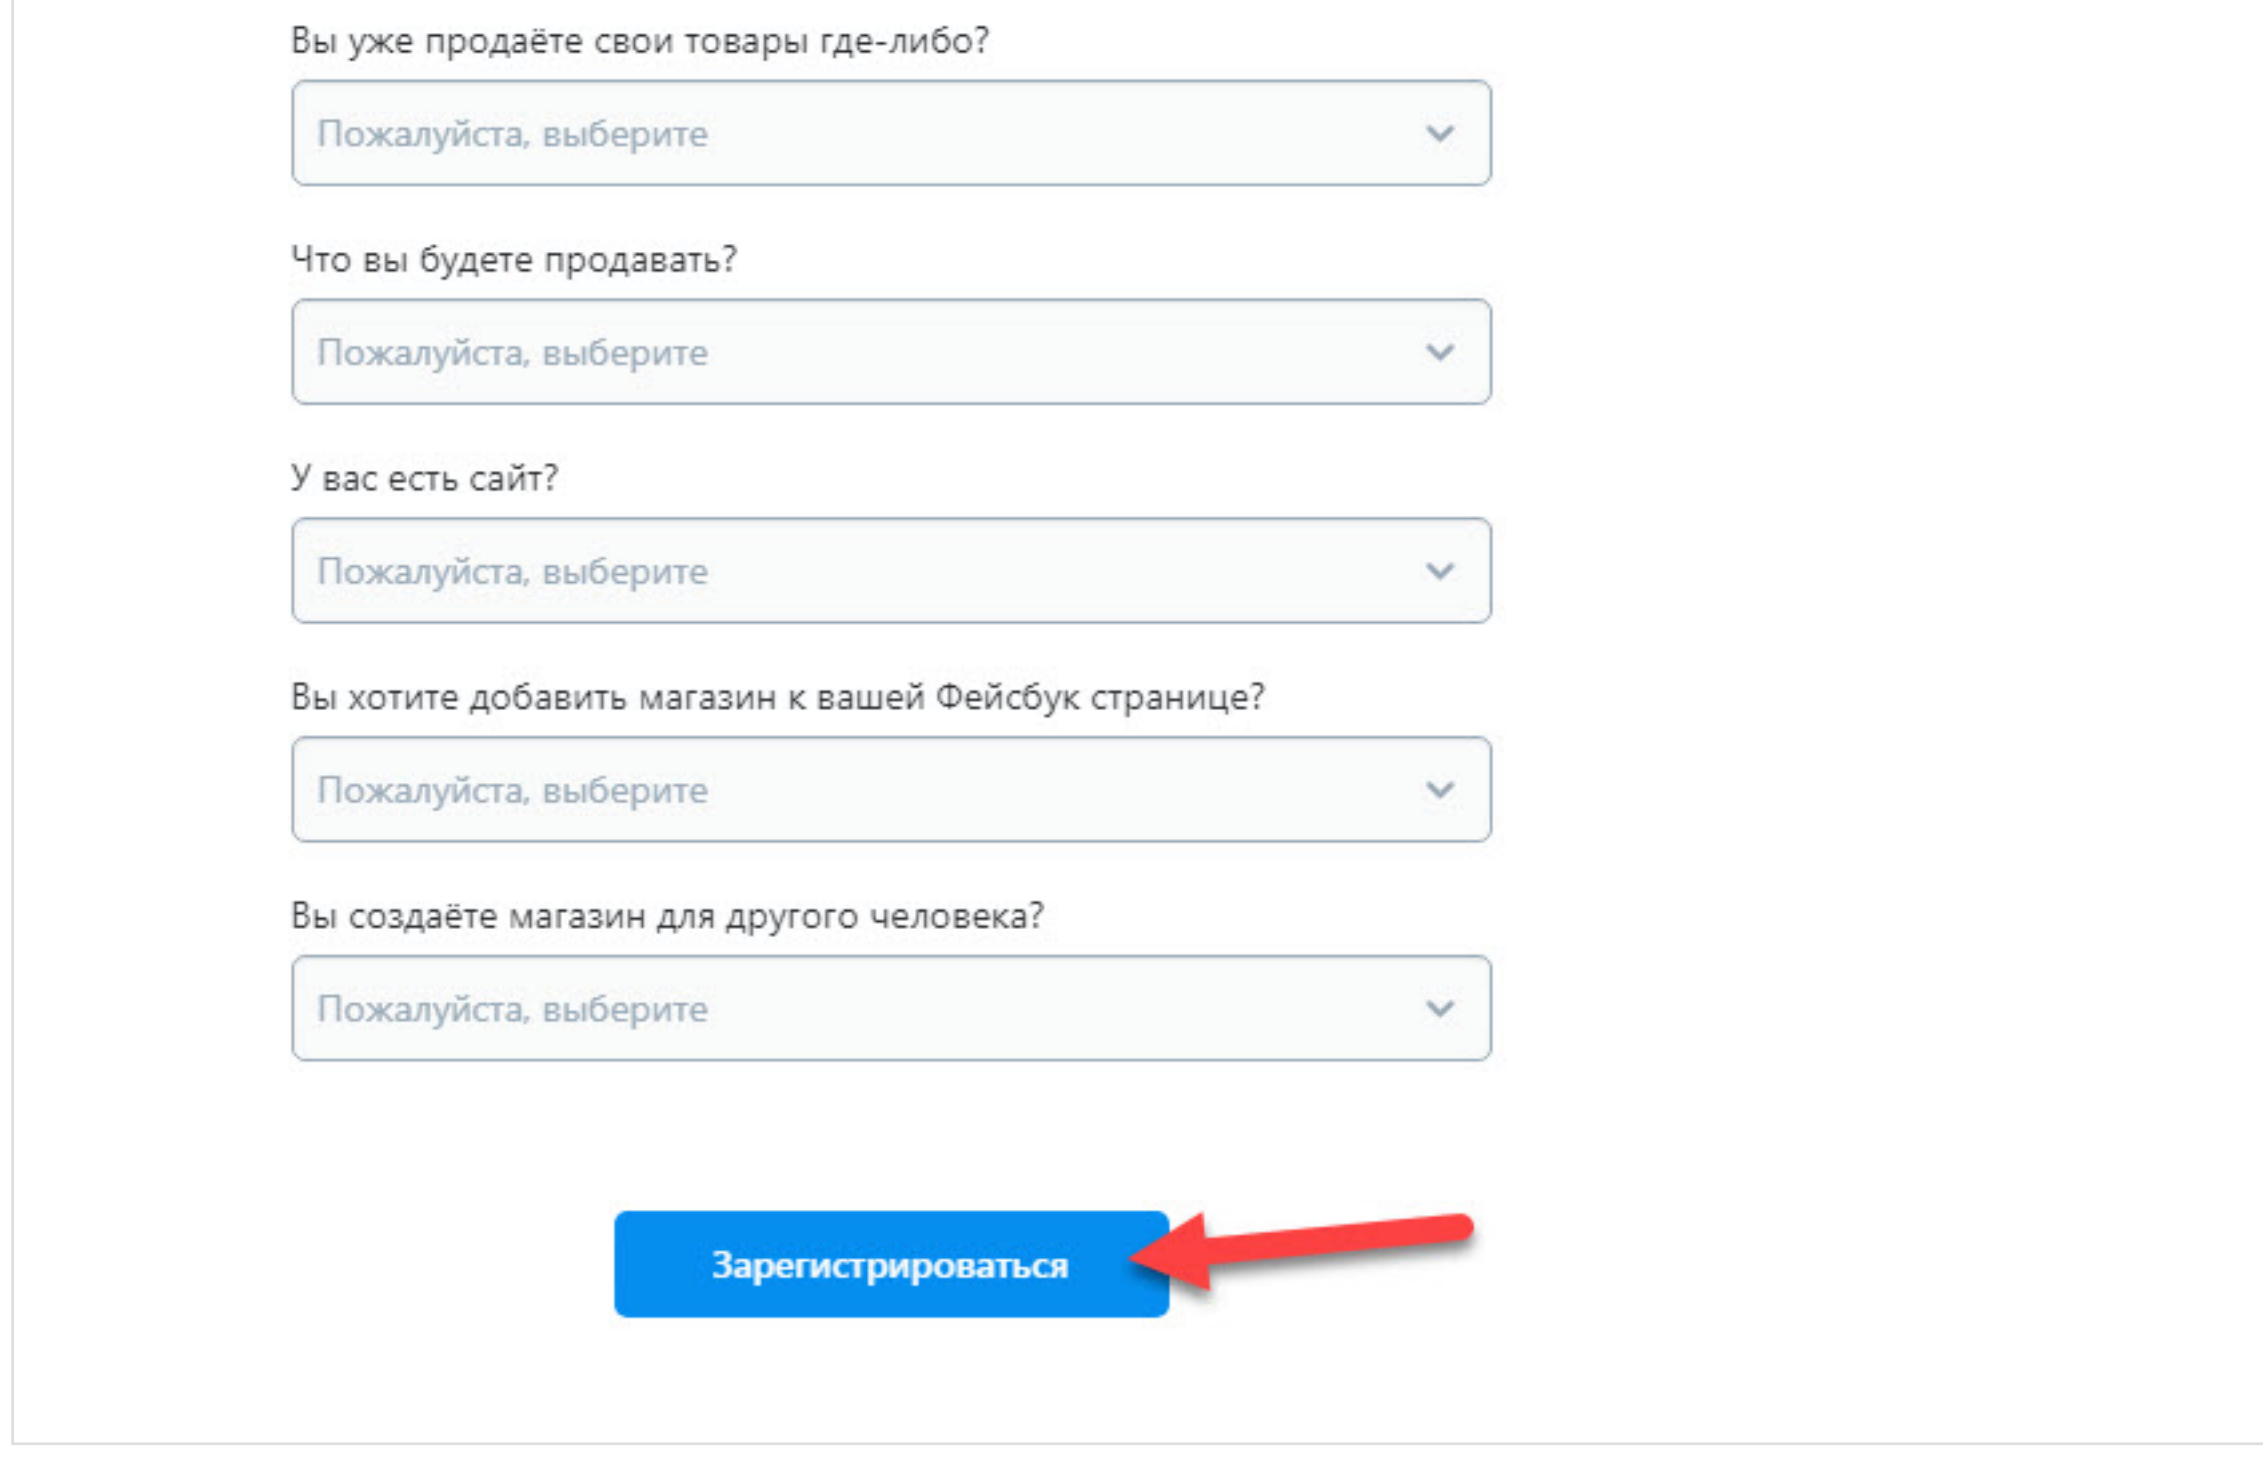 Вы уже продаёте свои товары где-либо?
Пожалуйста, выберите
Что вы будете продавать?
Пожалуйста, выберите
У вас есть сайт?
Пожалуйста, выберите
Вы хотите добавить магазин к вашей Фейсбук странице?
Пожалуйста, выберите
Вы создаёте магазин для другого человека?
Пожалуйста, выберите
Зарегистрироваться